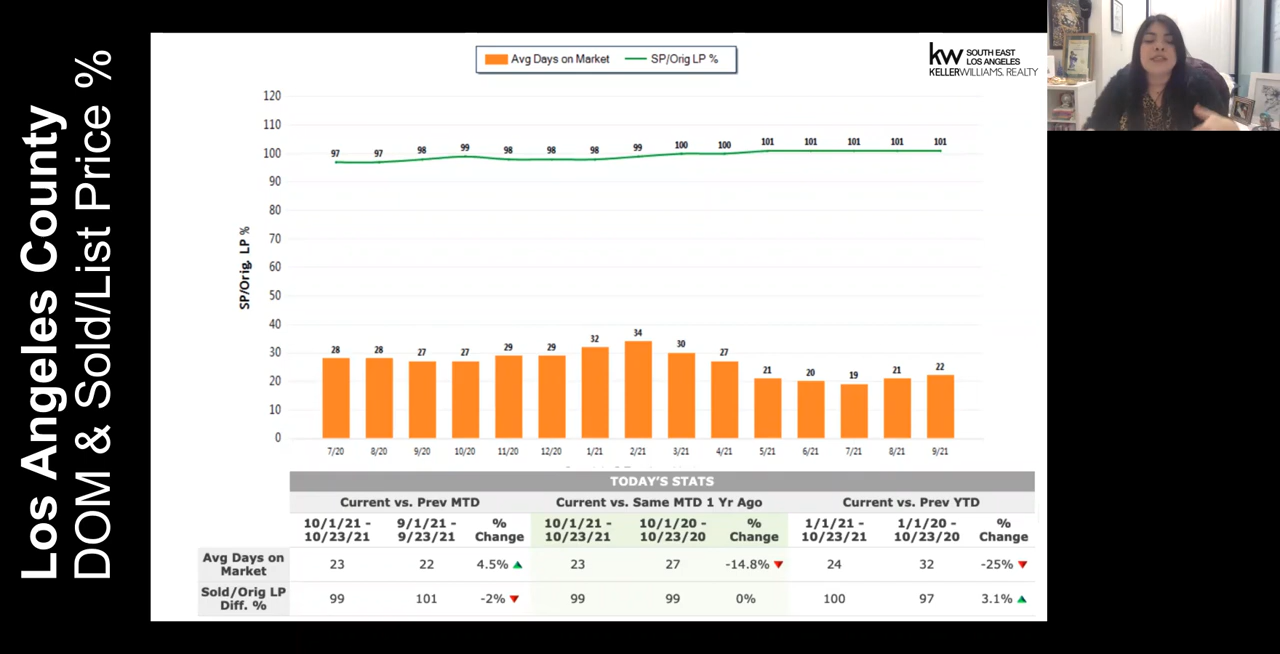 Los Angeles County
DOM & Sold/List Price %
Avg Days on Market SP/Orig LP %
kw SOUTH EAST
LOS ANGELES
KELLERWILLIAMS. REALTY
SP/Orig. LP %
120
110
100
90
80
70
60
50
40
30
20
10
0
97 97 98 99 98 98 98 99 100 100 101 101 101 101 101
28 28 27 27 29 29 32 34 30 27 21 20 19 21 22
7/20 8/20 9/20 10/20 11/20 12/20 1/21 2/21 3/21 4/21 5/21 6/21 7/21 8/21 9/21
TODAY'S STATS
Current vs. Prev MTD Current vs. Same MTD 1 Yr Ago Current vs. Prev YTD
10/1/21 - 9/1/21 - % 10/1/21 - 10/1/20 - % 1/1/21 - 1/1/20 - %
10/23/21 9/23/21 Change 10/23/21 10/23/20 Change 10/23/21 10/23/20 Change
Avg Days on
Market 23 22 4.5% 23 27 -14.8% 24 32 -25%
Sold/Orig LP
Diff. % 99 101 -2% 99 99 0% 100 97 3.1%